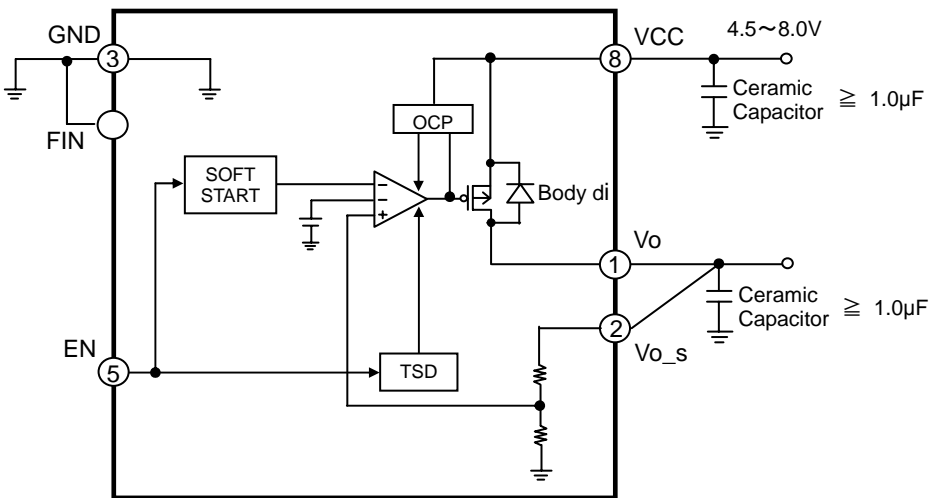 GND
3
FIN
VCC
8
4.5～8.0V
Ceramic
Capacitor ≧ 1.0µF
OCP
SOFT
START
−
−
+
Body di
Vo
1
Ceramic
Capacitor ≧ 1.0µF
2
Vo_s
EN
5
TSD